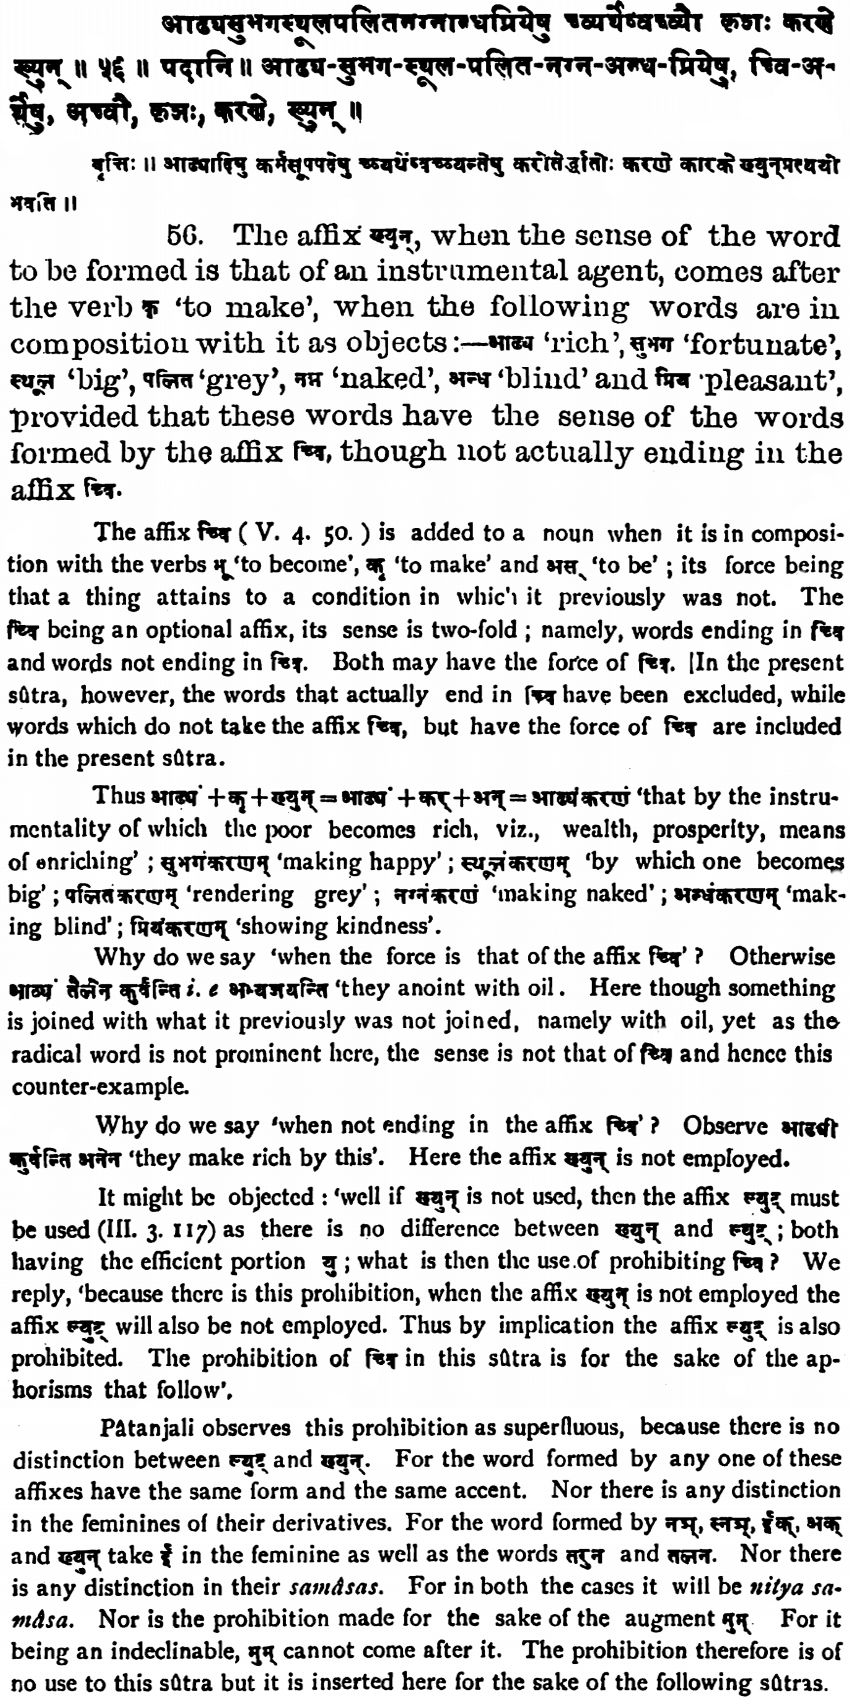 आढ्यसुभगस्थूलपलितनग्नान्धप्रियेषु च्व्यर्थेष्वच्वौ कृञः करणे
ख्युन् ॥ ५६ ॥ पदानि ॥ आढ्य-सुभग-स्थूल-पलित-नग्न-अन्ध-प्रियेषु, च्वि-अ-
र्थेषु, अच्वौ, कृञः, करणे, ख्युन् ॥
वृत्तिः ॥ आढ्यादिषु कर्मसूपपदेषु च्व्यर्थेष्वच्व्यन्तेषु करोतेर्द्धातोः करणे कारके ख्युन्प्रत्ययो
भवति ॥
56. The affix ख्युन्, when the sense of the word
to be formed is that of an instrumental agent, comes after
the verb कृ ‘to make’, when the following words are in
composition with it as objects:—आढ्य ‘rich’, सुभग ‘fortunate’,
स्थूल ‘big’, पलित ‘grey’, नग्न ‘naked’, अन्ध ‘blind’ and प्रिय ‘pleasant’,
provided that these words have the sense of the words
formed by the affix च्वि, though not actually ending in the
affix च्वि.
The affix च्वि ( V. 4. 50. ) is added to a noun when it is in composi-
tion with the verbs भू ‘to become’, कृ ‘to make’ and अस् ‘to be’ ; its force being
that a thing attains to a condition in which it previously was not. The
च्वि being an optional affix, its sense is two-fold ; namely, words ending in च्वि
and words not ending in च्वि. Both may have the force of च्वि. |In the present
sûtra, however, the words that actually end in च्वि have been excluded, while
words which do not take the affix च्वि, but have the force of च्वि are included
in the present sûtra.
Thus आढ्यं + कृ + ख्युन् = आढ्यं + कर् + अन् = आढ्यंकरणं ‘that by the instru-
mentality of which the poor becomes rich, viz., wealth, prosperity, means
of enriching’ ; सुभगंकरणम् ‘making happy’ ; स्थूलंकरणम् ‘by which one becomes
big’ ; पलितंकरणम् ‘rendering grey’ ; नग्नंकरणं ‘making naked’ ; अन्धंकरणम् ‘mak-
ing blind’ ; प्रियंकरणम् ‘showing kindness’.
Why do we say ‘when the force is that of the affix च्वि’ ? Otherwise
आढ्यं तैलेन कुर्वन्ति i. e अभ्यञ्जयन्ति ‘they anoint with oil. Here though something
is joined with what it previously was not joined, namely with oil, yet as the
radical word is not prominent here, the sense is not that of च्वि and hence this
counter-example.
Why do we say ‘when not ending in the affix च्वि’ ? Observe आढ्यी
कुर्वन्ति अनेन ‘they make rich by this’. Here the affix ख्युन् is not employed.
It might be objected : ‘well if ख्युन् is not used, then the affix ल्युट् must
be used (III. 3. 117) as there is no difference between ख्युन् and ल्युट् ; both
having the efficient portion यु ; what is then the use of prohibiting च्वि ? We
reply, ‘because there is this prohibition, when the affix ख्युन् is not employed the
affix ल्युट् will also be not employed. Thus by implication the affix ल्युट् is also
prohibited. The prohibition of च्वि in this sûtra is for the sake of the ap-
horisms that follow’.
Pâtanjali observes this prohibition as superfluous, because there is no
distinction between ल्युट् and ख्युन्. For the word formed by any one of these
affixes have the same form and the same accent. Nor there is any distinction
in the feminines of their derivatives. For the word formed by नञ्, स्नञ्, ईक्, अक्
and ख्युन् take ई in the feminine as well as the words तरुन and तलन. Nor there
is any distinction in their samâsas. For in both the cases it will be nitya sa-
mâsa. Nor is the prohibition made for the sake of the augment मुम् For it
being an indeclinable, मुम् cannot come after it. The prohibition therefore is of
no use to this sûtra but it is inserted here for the sake of the following sûtras.